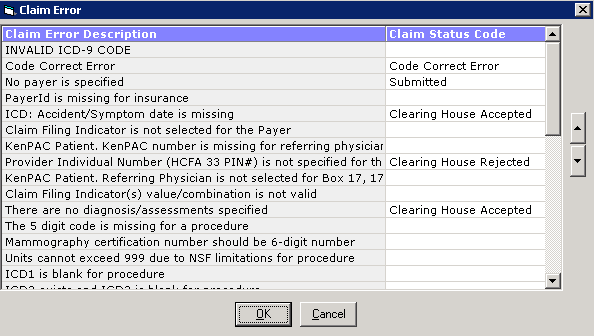 Claim Error
Claim Error Description Claim Status Code
INVALID ICD-9 CODE
Code Correct Error Code Correct Error
No payer is specified Submitted
PayerId is missing for insurance
ICD: Accident/Symptom date is missing Clearing House Accepted
Claim Filing Indicator is not selected for the Payer
KenPAC Patient. KenPAC number is missing for referring physician
Provider Individual Number (HCFA 33 PIN#) is not specified for th Clearing House Rejected
KenPAC Patient. Referring Physician is not selected for Box 17, 17
Claim Filing Indicator(s) value/combination is not valid
There are no diagnosis/assessments specified Clearing House Accepted
The 5 digit code is missing for a procedure
Mammography certification number should be 6-digit number
Units cannot exceed 999 due to NSF limitations for procedure
ICD1 is blank for procedure
OK Cancel